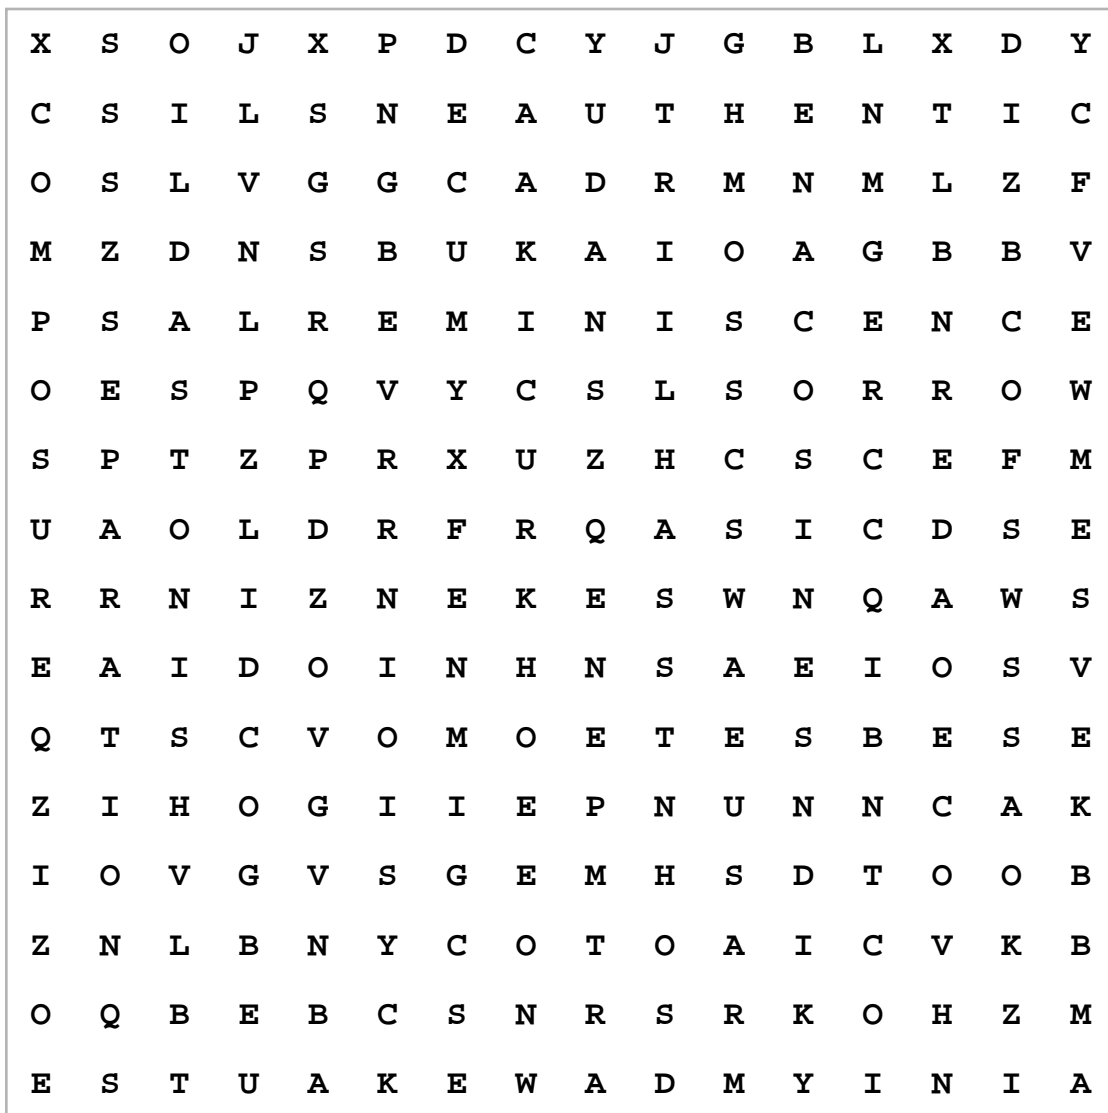 X S O J X P D C Y J G B L X D Y
C S I L S N E A U T H E N T I C
O S L V G G C A D R M N M L Z F
M Z D N S B U K A I O A G B B V
P S A L R E M I N I S C E N C E
O E S P Q V Y C S L S O R R O W
S P T Z P R X U Z H C S C E F M
U A O L D R F R Q A S I C D S E
R R N I Z N E K E S W N Q A W S
E A I D O I N H N S A E I O S V
Q T S C V O M O E T E S B E S E
Z I H O G I I E P N U N N C A K
I O V G V S G E M H S D T O O B
Z N L B N Y C O T O A I C V K B
O Q B E B C S N R S R K O H Z M
E S T U A K E W A D M Y I N I A